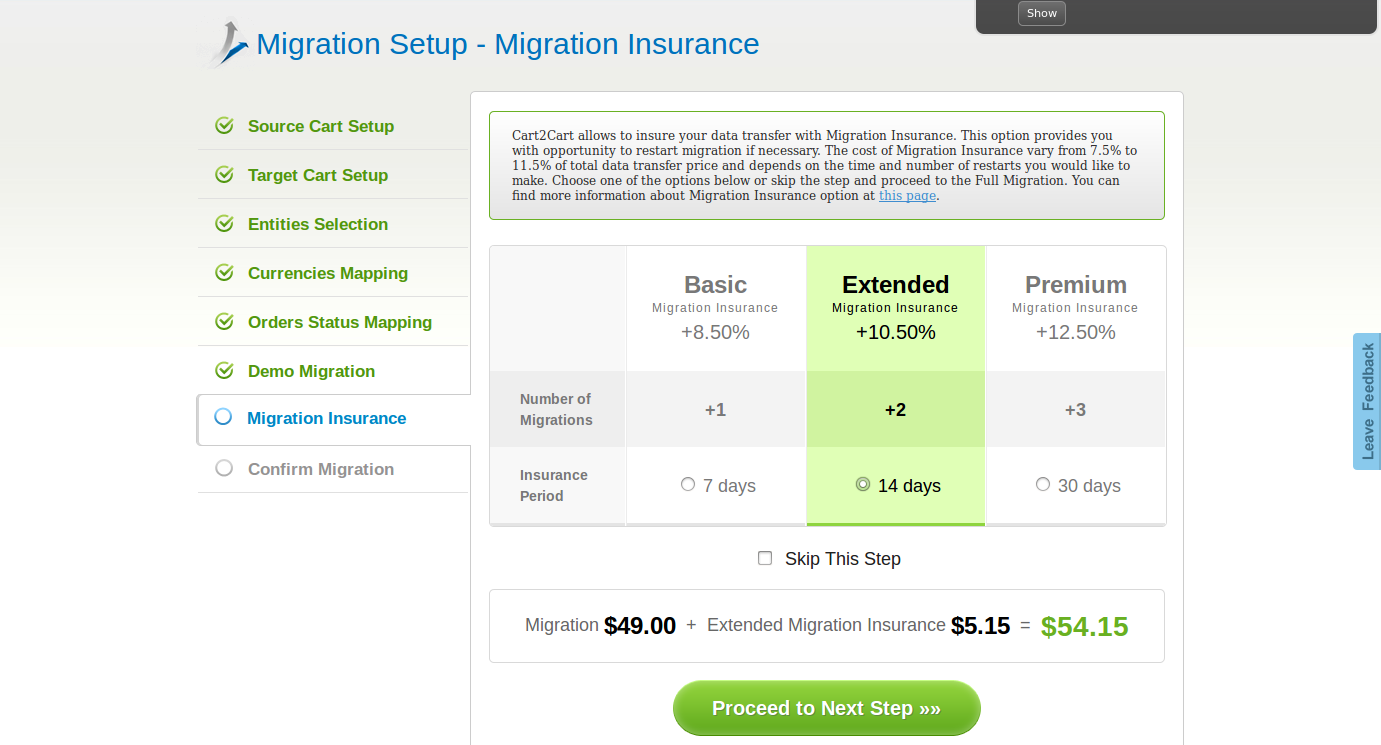 Show
Migration Setup - Migration Insurance
Source Cart Setup
Target Cart Setup
Entities Selection
Currencies Mapping
Orders Status Mapping
Demo Migration
Migration Insurance
Confirm Migration
Cart2Cart allows to insure your data transfer with Migration Insurance. This option provides you
with opportunity to restart migration if necessary. The cost of Migration Insurance vary from 7.5% to
11.5% of total data transfer price and depends on the time and number of restarts you would like to
make. Choose one of the options below or skip the step and proceed to the Full Migration. You can
find more information about Migration Insurance option at this page.
Basic Extended Premium
Migration Insurance Migration Insurance Migration Insurance
+8.50% +10.50% +12.50%
Number of
Migrations
+1 +2 +3
Insurance
Period
7 days 14 days 30 days
Skip This Step
Migration $49.00 + Extended Migration Insurance $5.15 = $54.15
Proceed to Next Step »»
Leave Feedback